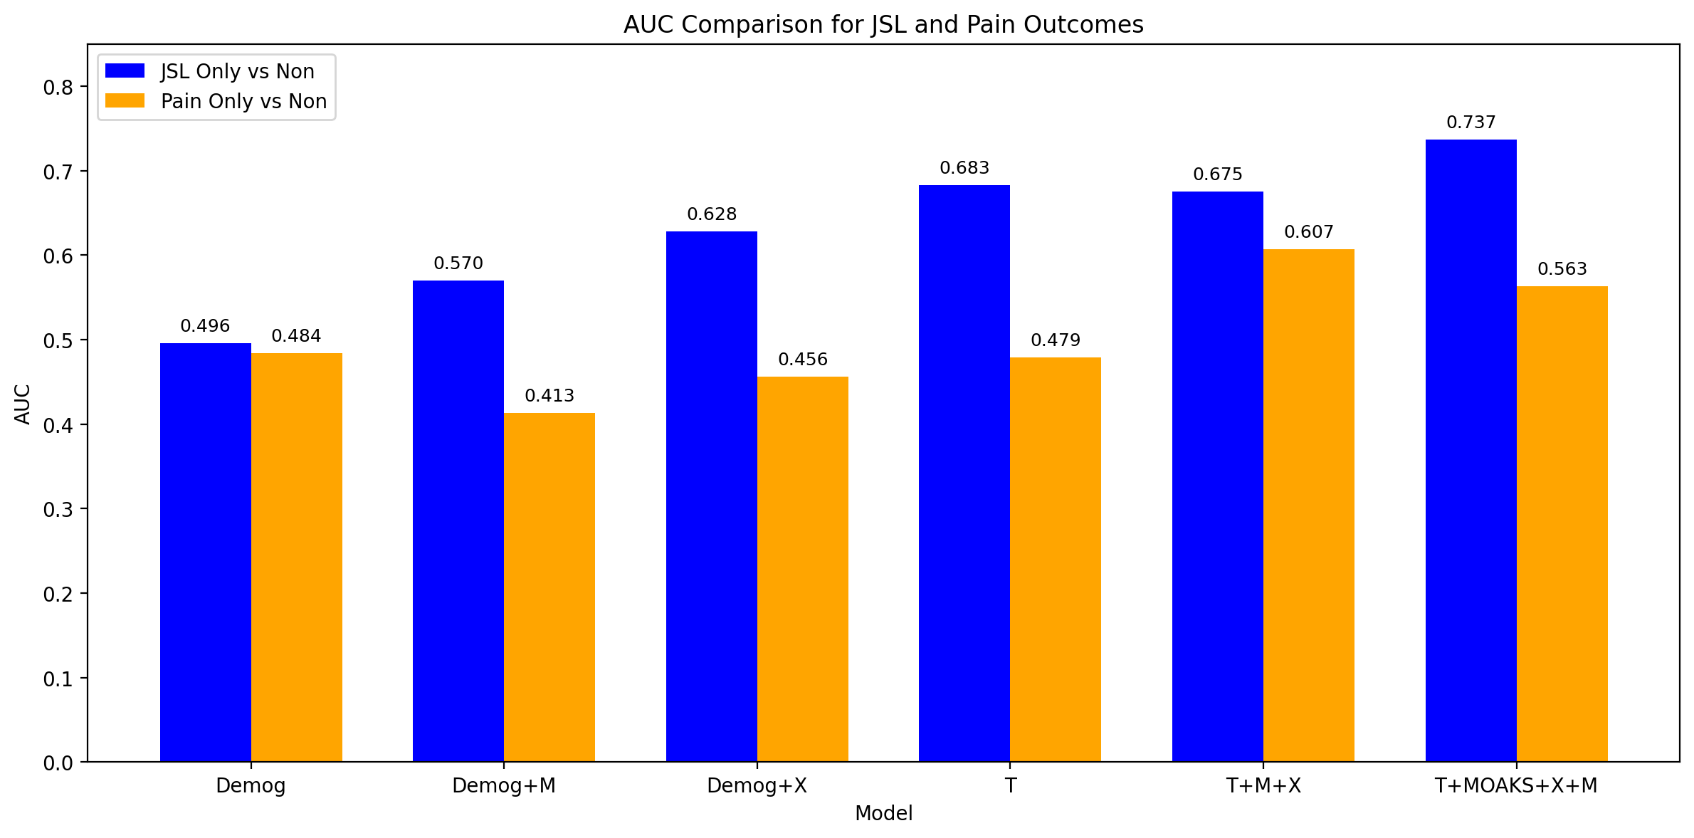 AUC Comparison for JSL and Pain Outcomes
JSL Only vs Non
Pain Only vs Non
0.8
0.7
0.6
0.5
0.4
0.3
0.2
0.1
0.0
AUC
0.496
0.484
0.570
0.413
0.628
0.456
0.683
0.479
0.675
0.607
0.737
0.563
Demog
Demog+M
Demog+X
T
T+M+X
T+MOAKS+X+M
Model